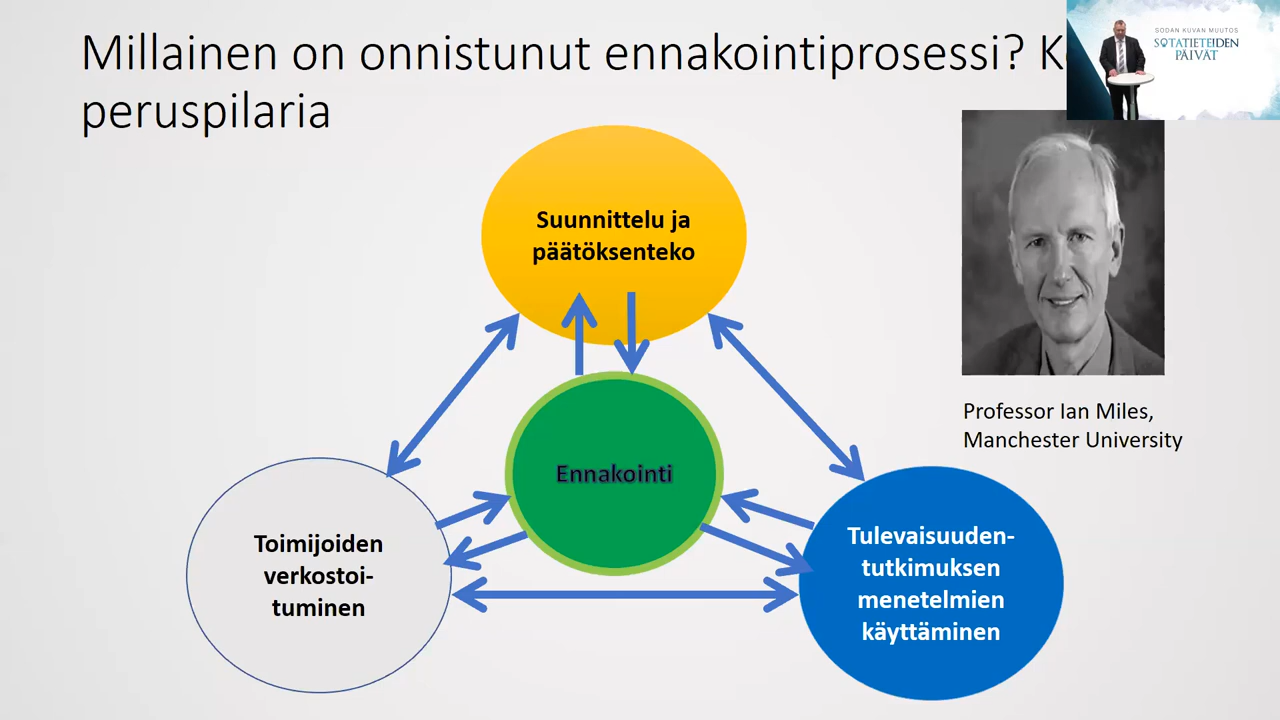 Millainen on onnistunut ennakointiprosessi?
peruspilaria
SODAN KUVAN MUUTOS
SOTATIETEIDEN
PÄIVÄT
Suunnittelu ja
päätöksenteko
Professor Ian Miles,
Manchester University
Ennakointi
Toimijoiden
verkostoi-
tuminen
Tulevaisuuden-
tutkimuksen
menetelmien
käyttäminen